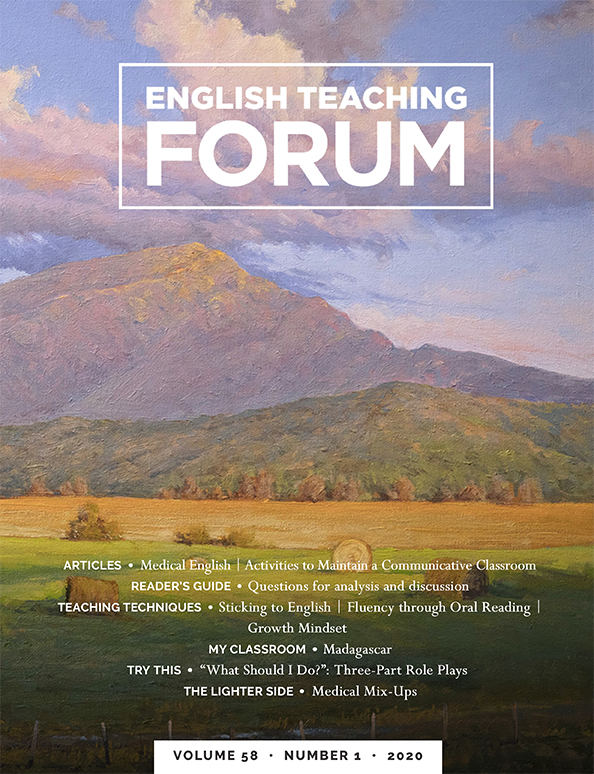 ENGLISH TEACHING
FORUM
ARTICLES • Medical English | Activities to Maintain a Communicative Classroom
READER'S GUIDE • Questions for analysis and discussion
TEACHING TECHNIQUES • Sticking to English | Fluency through Oral Reading |
Growth Mindset
MY CLASSROOM • Madagascar
TRY THIS • “What Should I Do?”: Three-Part Role Plays
THE LIGHTER SIDE • Medical Mix-Ups
VOLUME 58 · NUMBER 1 · 2020